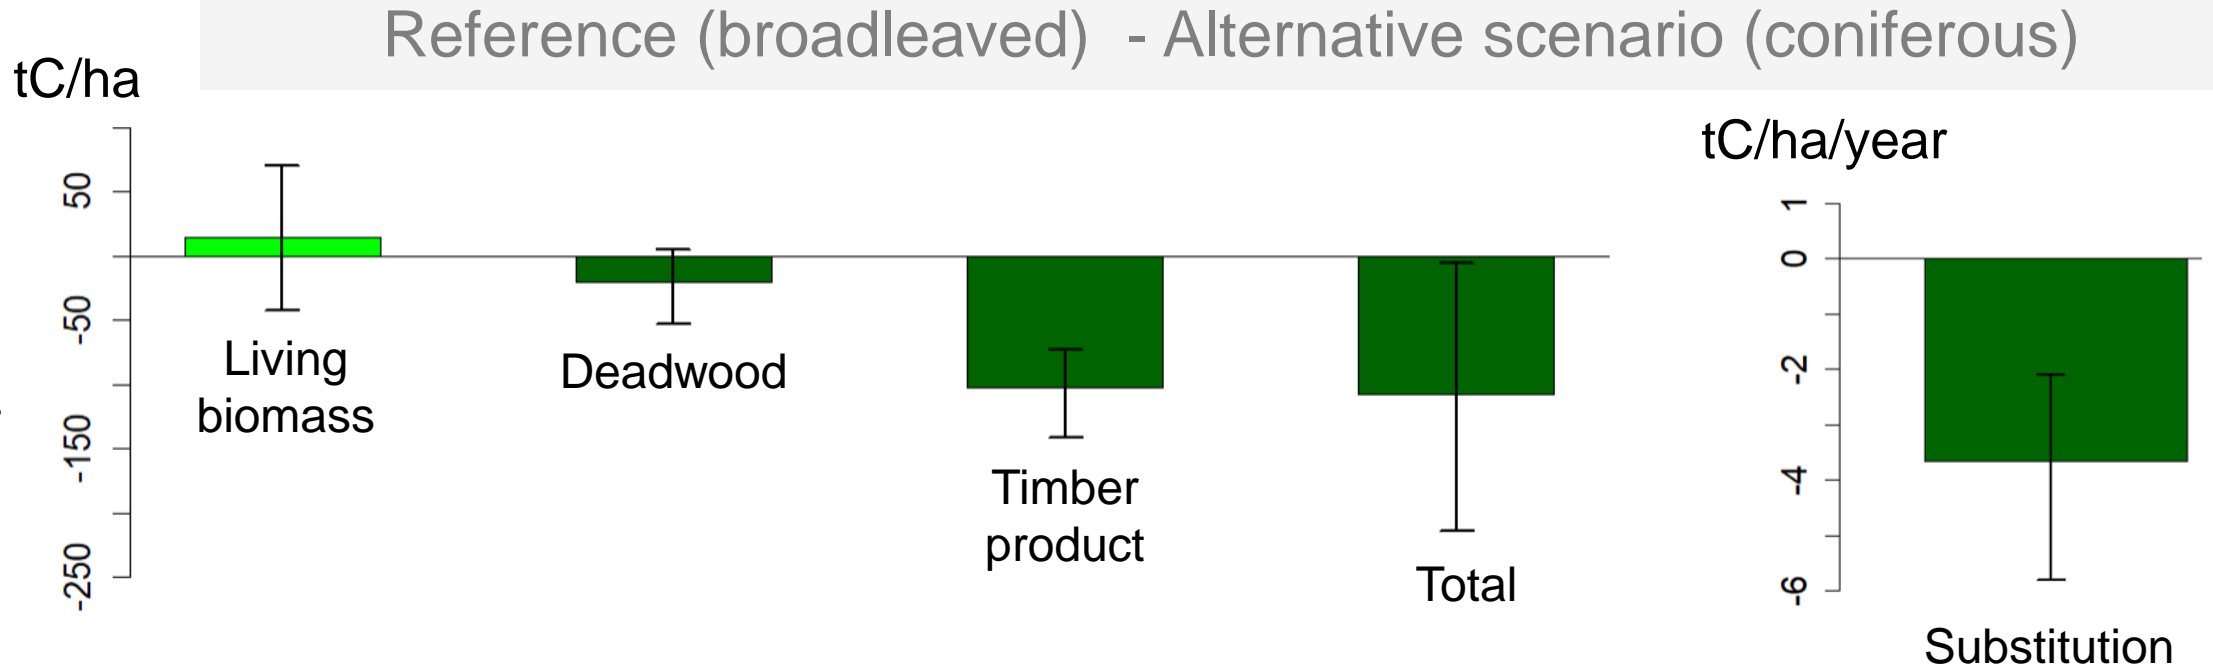 Reference (broadleaved)  - Alternative scenario (coniferous)
tC/ha
50
-50
-150
-250
Living
biomass
Deadwood
Timber
product
Total
tC/ha/year
1
0
-2
-4
-6
Substitution